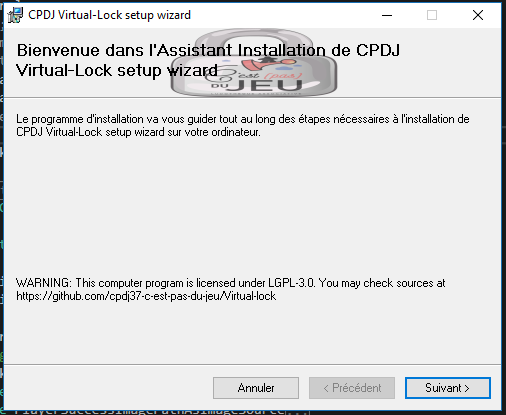 CPDJ Virtual-Lock setup wizard
Bienvenue dans l'Assistant Installation de CPDJ
Virtual-Lock setup wizard
C'est (pas)
DU
JEU
Le programme d'installation va vous guider tout au long des étapes nécessaires à l'installation de
CPDJ Virtual-Lock setup wizard sur votre ordinateur.
WARNING: This computer program is licensed under LGPL-3.0. You may check sources at
https://github.com/cpdj37-c-est-pas-du-jeu/Virtual-lock
Annuler
< Précédent
Suivant >